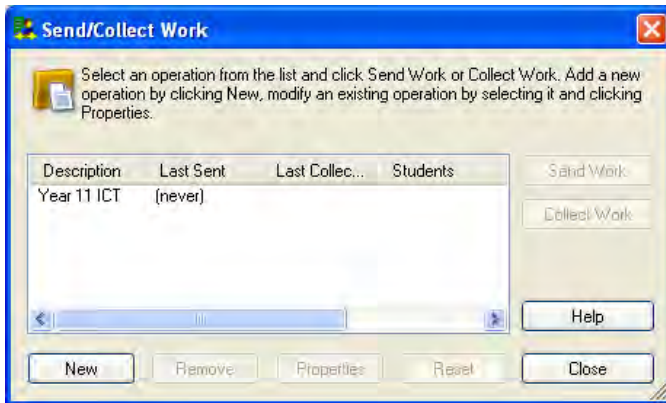 Send/Collect Work
Select an operation from the list and click Send Work or Collect Work. Add a new
operation by clicking New, modify an existing operation by selecting it and clicking
Properties.
Description Last Sent Last Collec... Students
Year 11 ICT (never)
Send Work
Collect Work
Help
New Remove Properties Reset Close